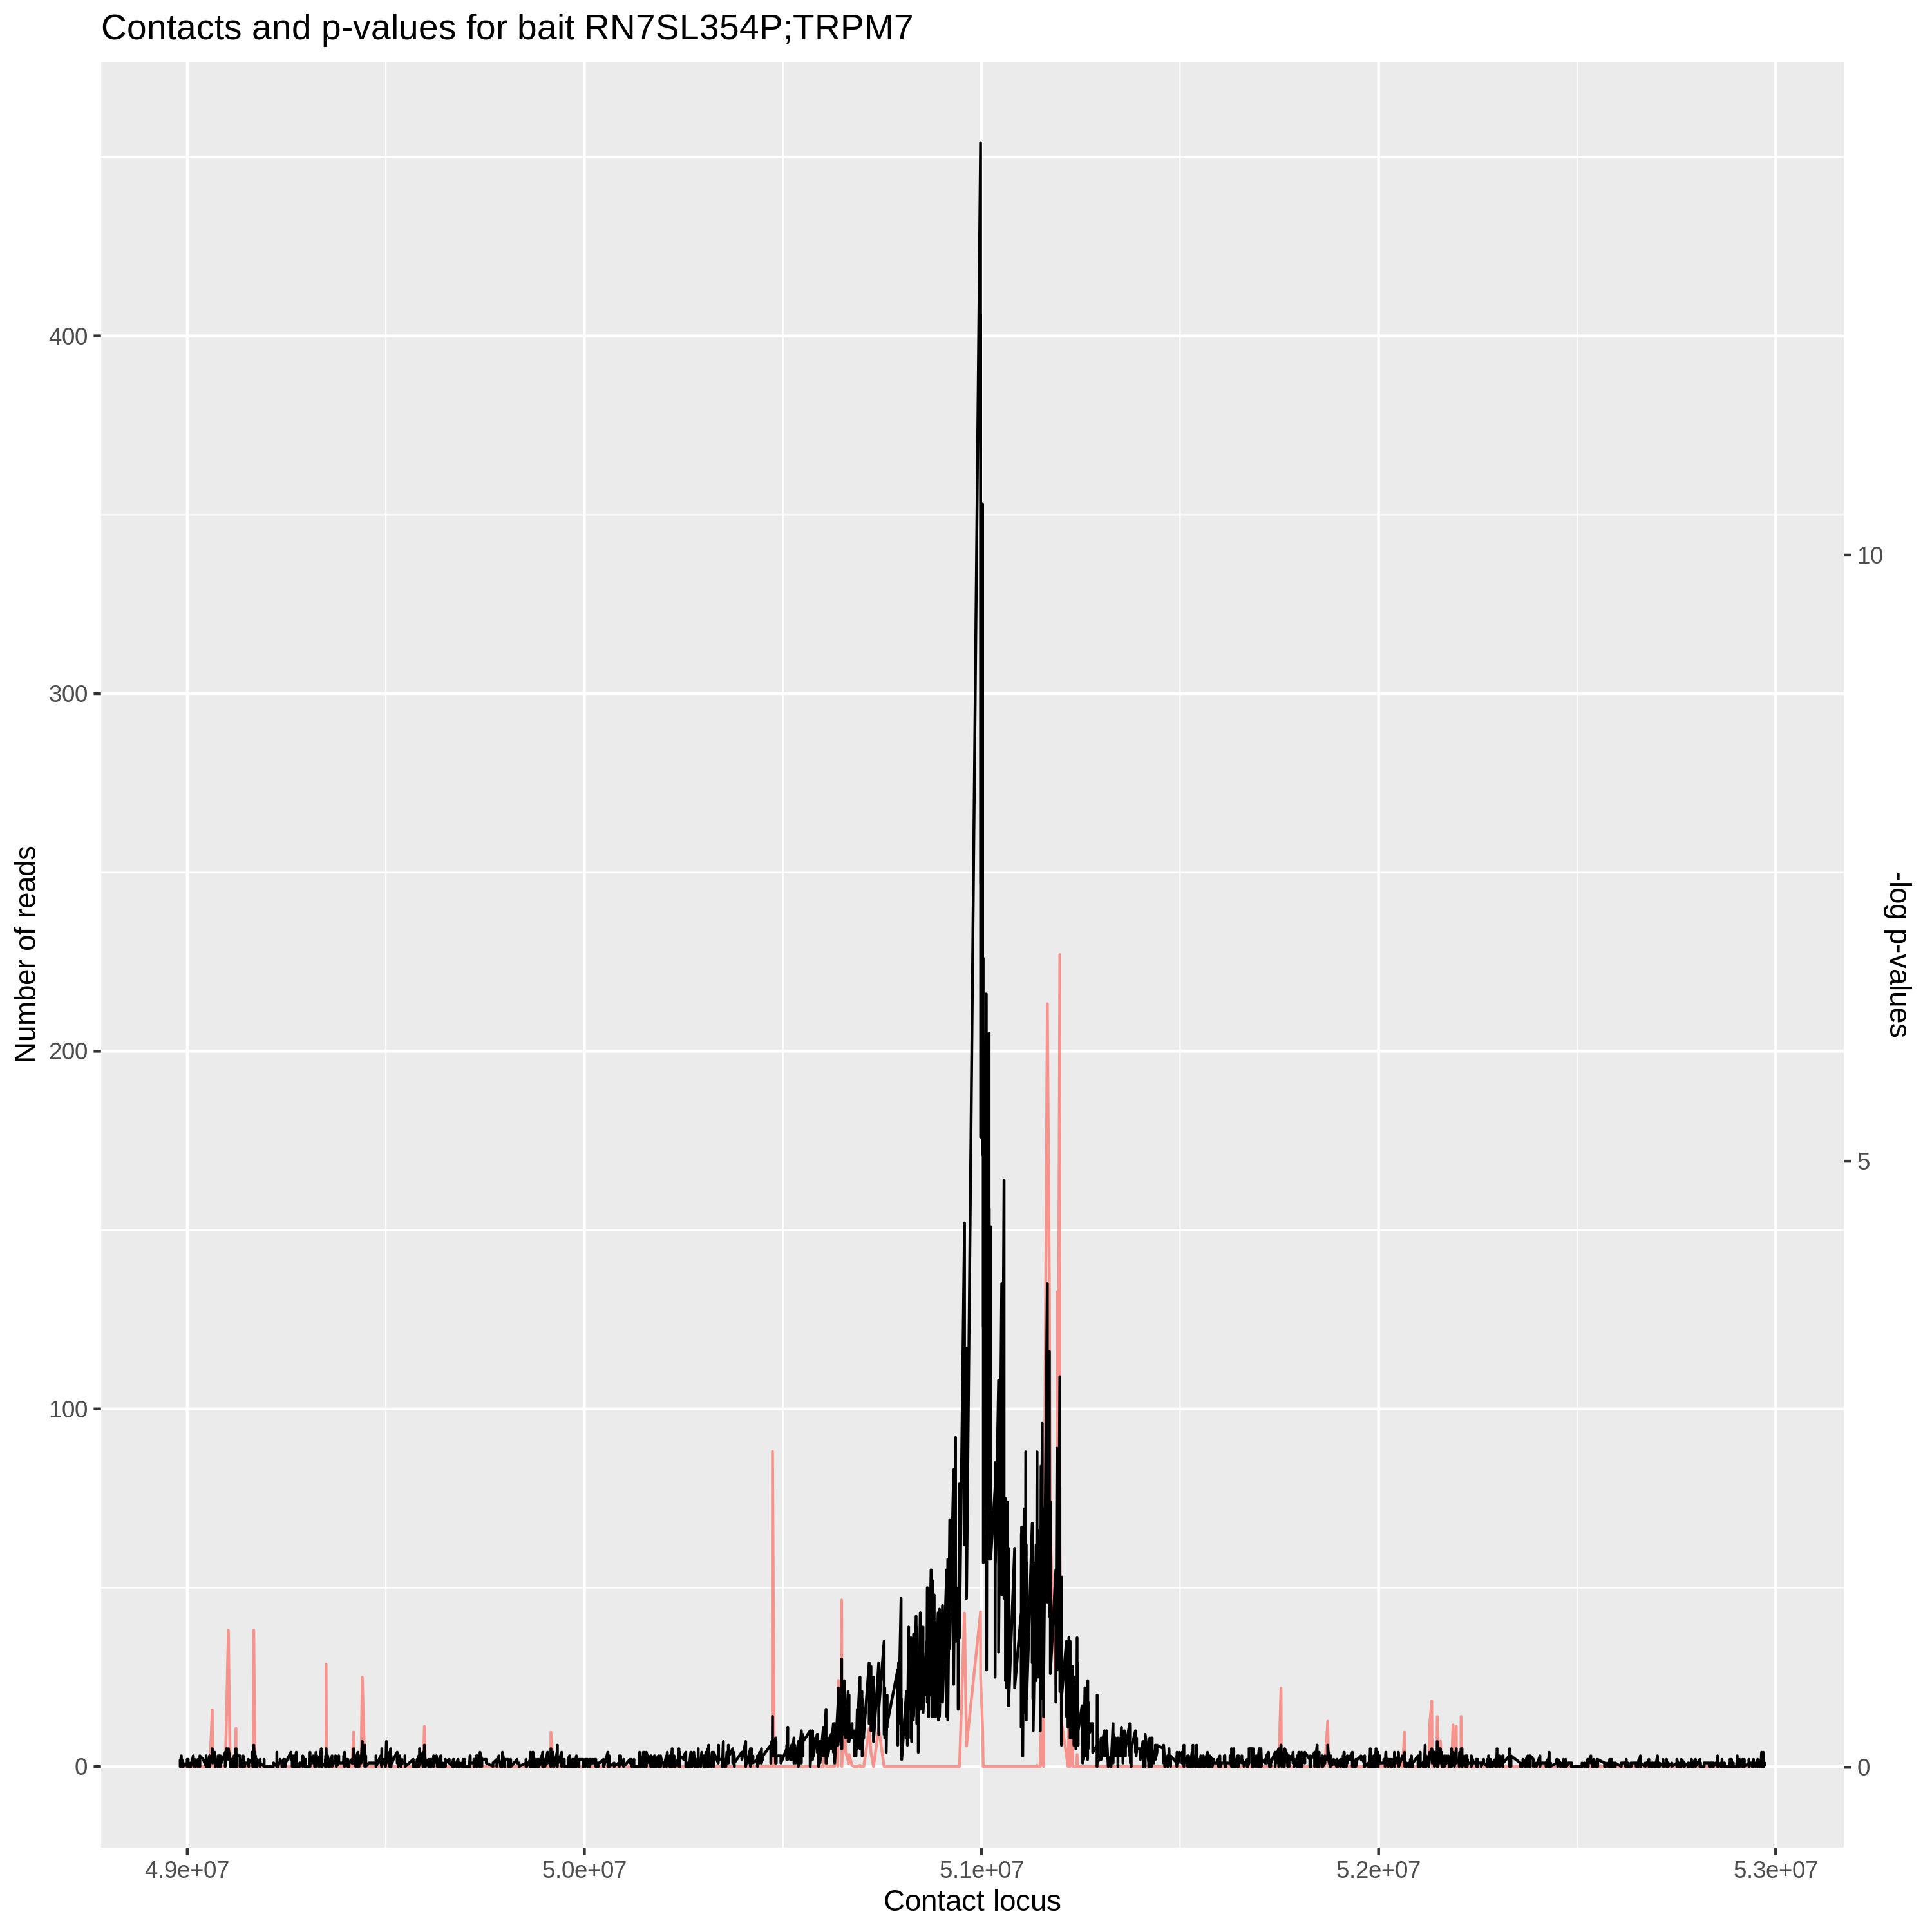 Contacts and p-values for bait RN7SL354P;TRPM7
Number of reads
400
300
200
100
0
10
5
0
-log p-values
4.9e+07
5.0e+07
5.1e+07
5.2e+07
5.3e+07
Contact locus